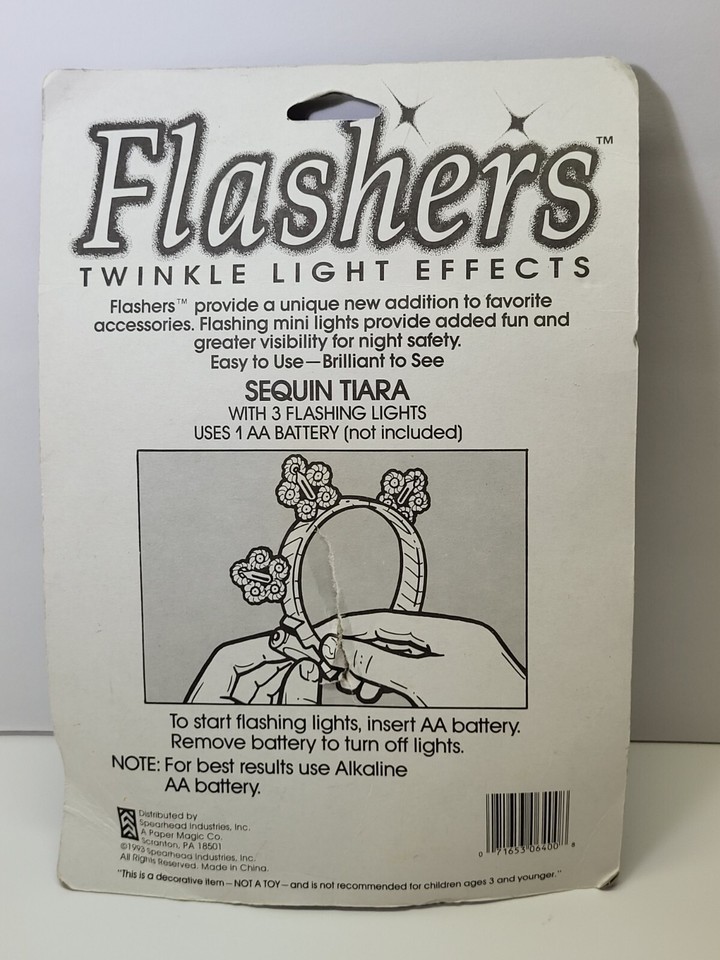 Flashers™
TWINKLE LIGHT EFFECTS
Flashers™ provide a unique new addition to favorite
accessories. Flashing mini lights provide added fun and
greater visibility for night safety.
Easy to Use—Brilliant to See
SEQUIN TIARA
WITH 3 FLASHING LIGHTS
USES 1 AA BATTERY (not included)
To start flashing lights, insert AA battery.
Remove battery to turn off lights.
NOTE: For best results use Alkaline
AA battery.
Distributed by
Spearhead Industries, Inc.
A Paper Magic Co.
Scranton, PA 18501
©1993 Spearhead Industries, Inc.
All Rights Reserved. Made in China.
0 71653 06400 8
"This is a decorative item — NOT A TOY — and is not recommended for children ages 3 and younger."